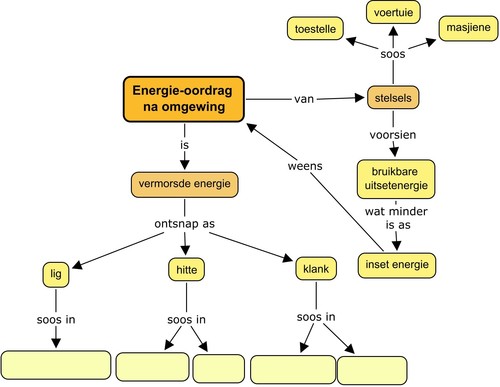 voertuie
toestelle
masjiene
soos
Energie-oordrag
na omgewing
van
stelsels
is
voorsien
weens
bruikbare
uitsetenergie
vermorsde energie
wat minder
is as
ontsnap as
inset energie
lig
hitte
klank
soos in
soos in
soos in